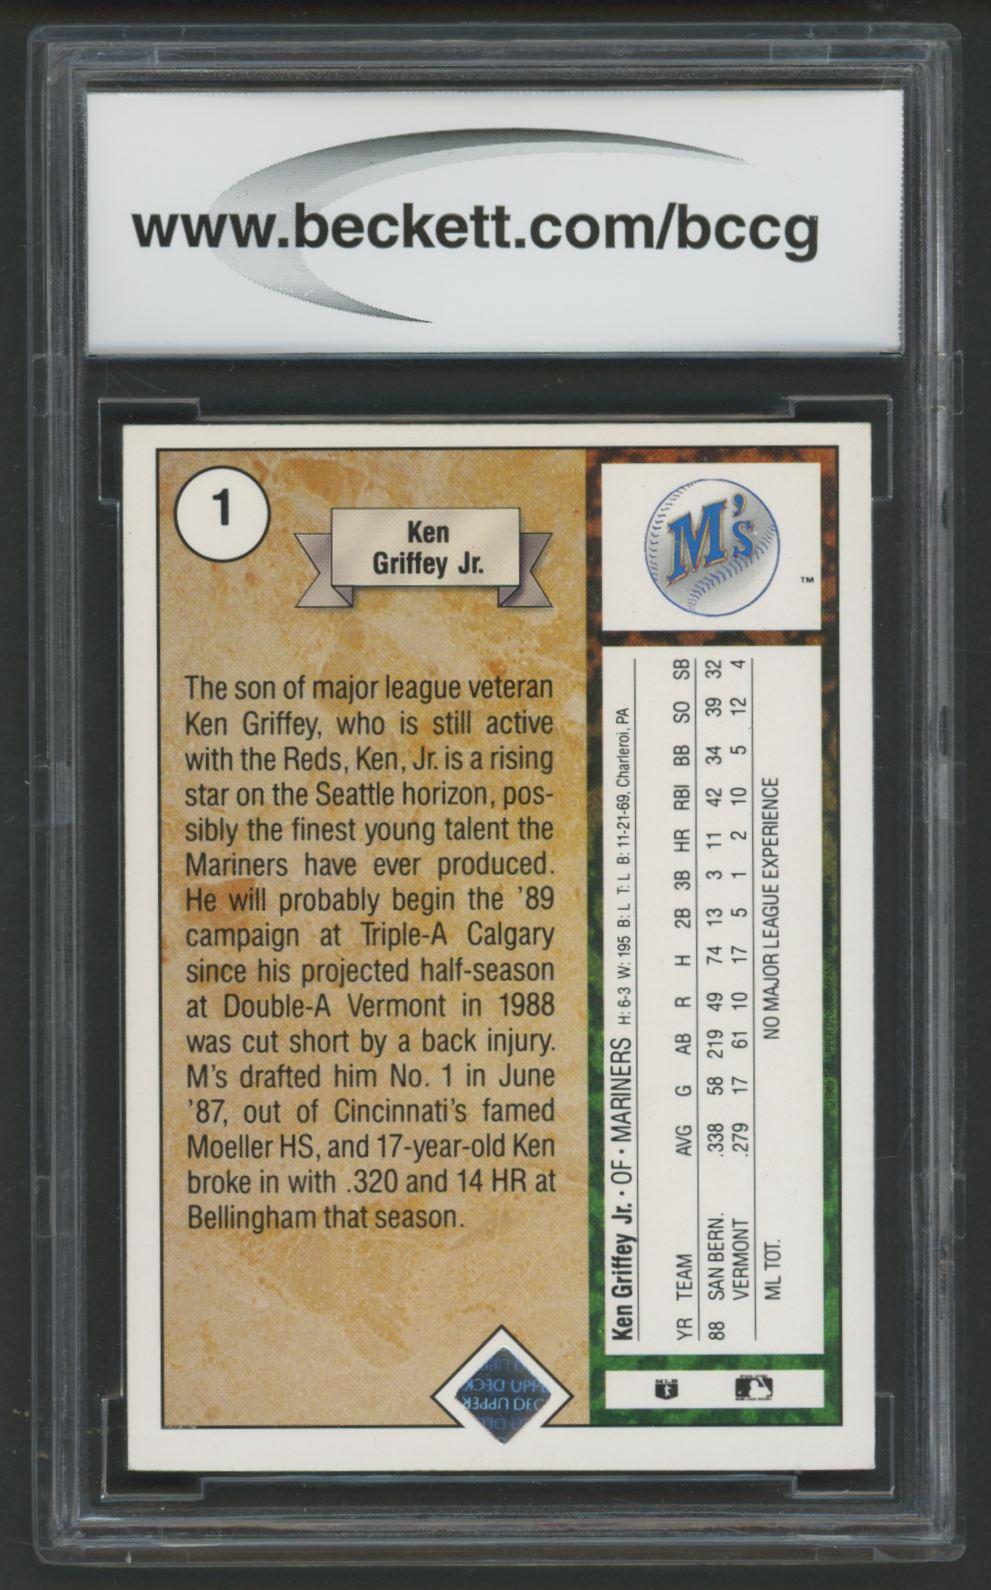 www.beckett.com/bccg
1
Ken
Griffey Jr.
M's
TM
The son of major league veteran
Ken Griffey, who is still active
with the Reds, Ken, Jr. is a rising
star on the Seattle horizon, pos-
sibly the finest young talent the
Mariners have ever produced.
He will probably begin the '89
campaign at Triple-A Calgary
since his projected half-season
at Double-A Vermont in 1988
was cut short by a back injury.
M's drafted him No. 1 in June
'87, out of Cincinnati's famed
Moeller HS, and 17-year-old Ken
broke in with .320 and 14 HR at
Bellingham that season.
Ken Griffey Jr. • OF • MARINERS H: 6-3 W: 195 B: L T: L B: 11-21-69, Charleroi, PA
YR TEAM AVG G AB R H 2B 3B HR RBI BB SO SB
88 SAN BERN. .338 58 219 49 74 13 3 11 42 34 39 32
VERMONT .279 17 61 10 17 5 1 2 10 5 12 4
ML TOT. NO MAJOR LEAGUE EXPERIENCE
UPPER DECK